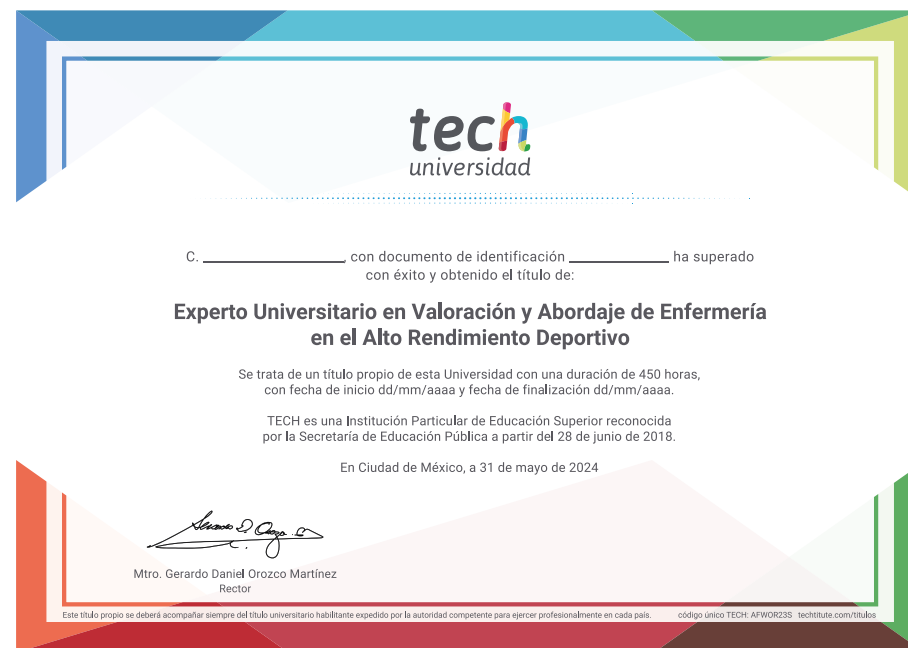 tech
universidad
C. ____________, con documento de identificación ____________ ha superado
con éxito y obtenido el título de:
Experto Universitario en Valoración y Abordaje de Enfermería
en el Alto Rendimiento Deportivo
Se trata de un título propio de esta Universidad con una duración de 450 horas,
con fecha de inicio dd/mm/aaaa y fecha de finalización dd/mm/aaaa.
TECH es una Institución Particular de Educación Superior reconocida
por la Secretaría de Educación Pública a partir del 28 de junio de 2018.
En Ciudad de México, a 31 de mayo de 2024
Mtro. Gerardo Daniel Orozco Martínez
Rector
Este título propio se deberá acompañar siempre del título universitario habilitante expedido por la autoridad competente para ejercer profesionalmente en cada país. código único TECH: AFWOR23S techtitute.com/titulos